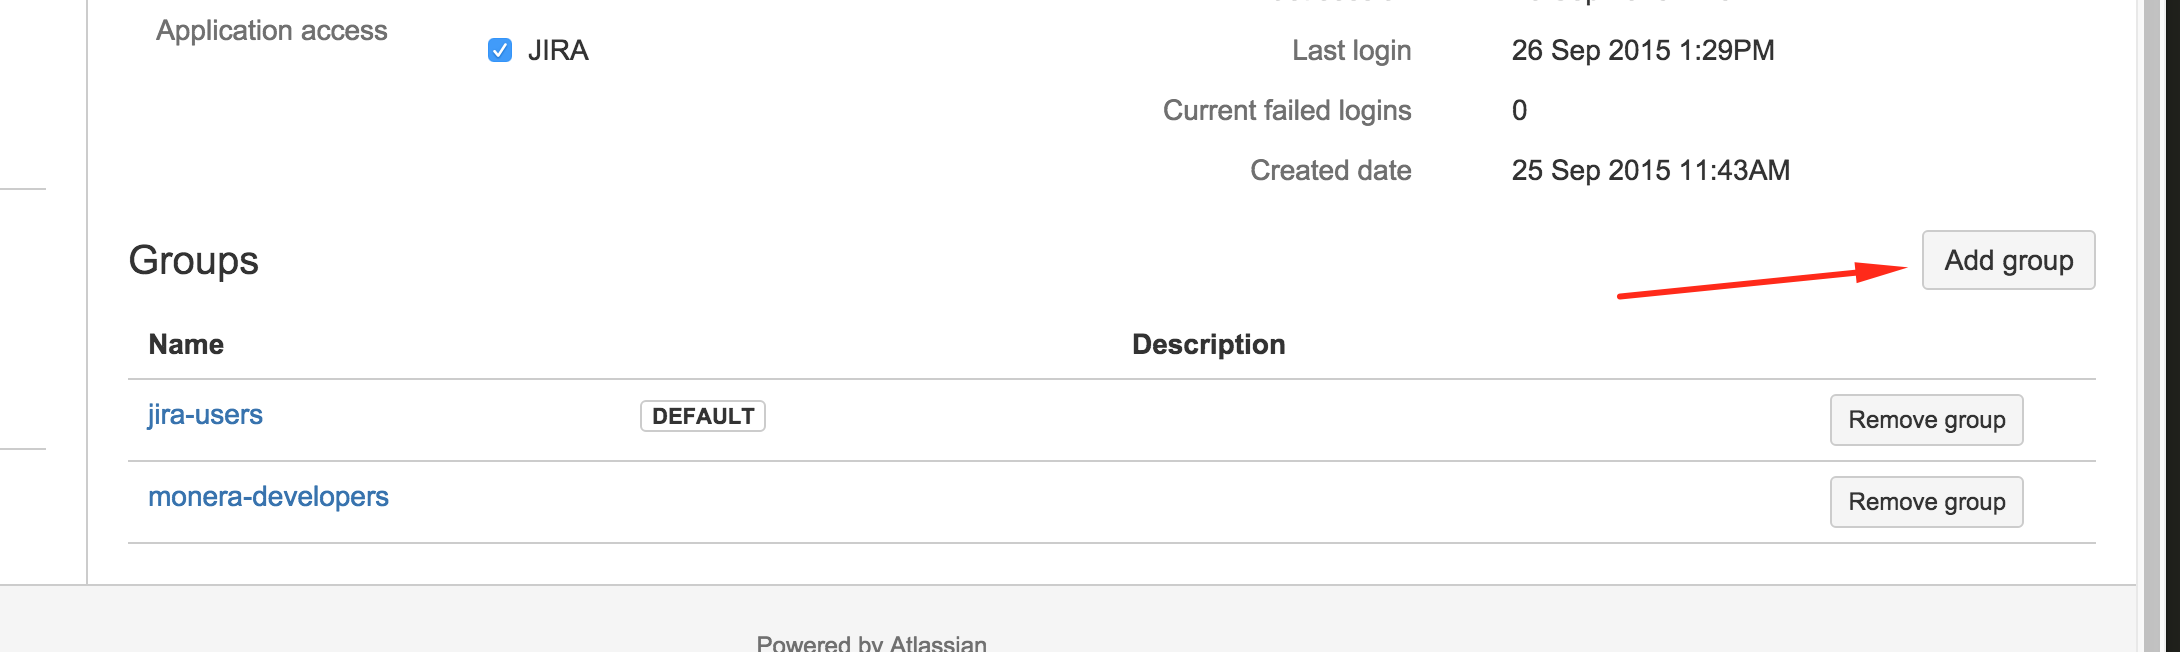 Application access
JIRA
Last login 26 Sep 2015 1:29PM
Current failed logins 0
Created date 25 Sep 2015 11:43AM
Groups
Add group
Name Description
jira-users DEFAULT Remove group
monera-developers Remove group
Powered by Atlassian